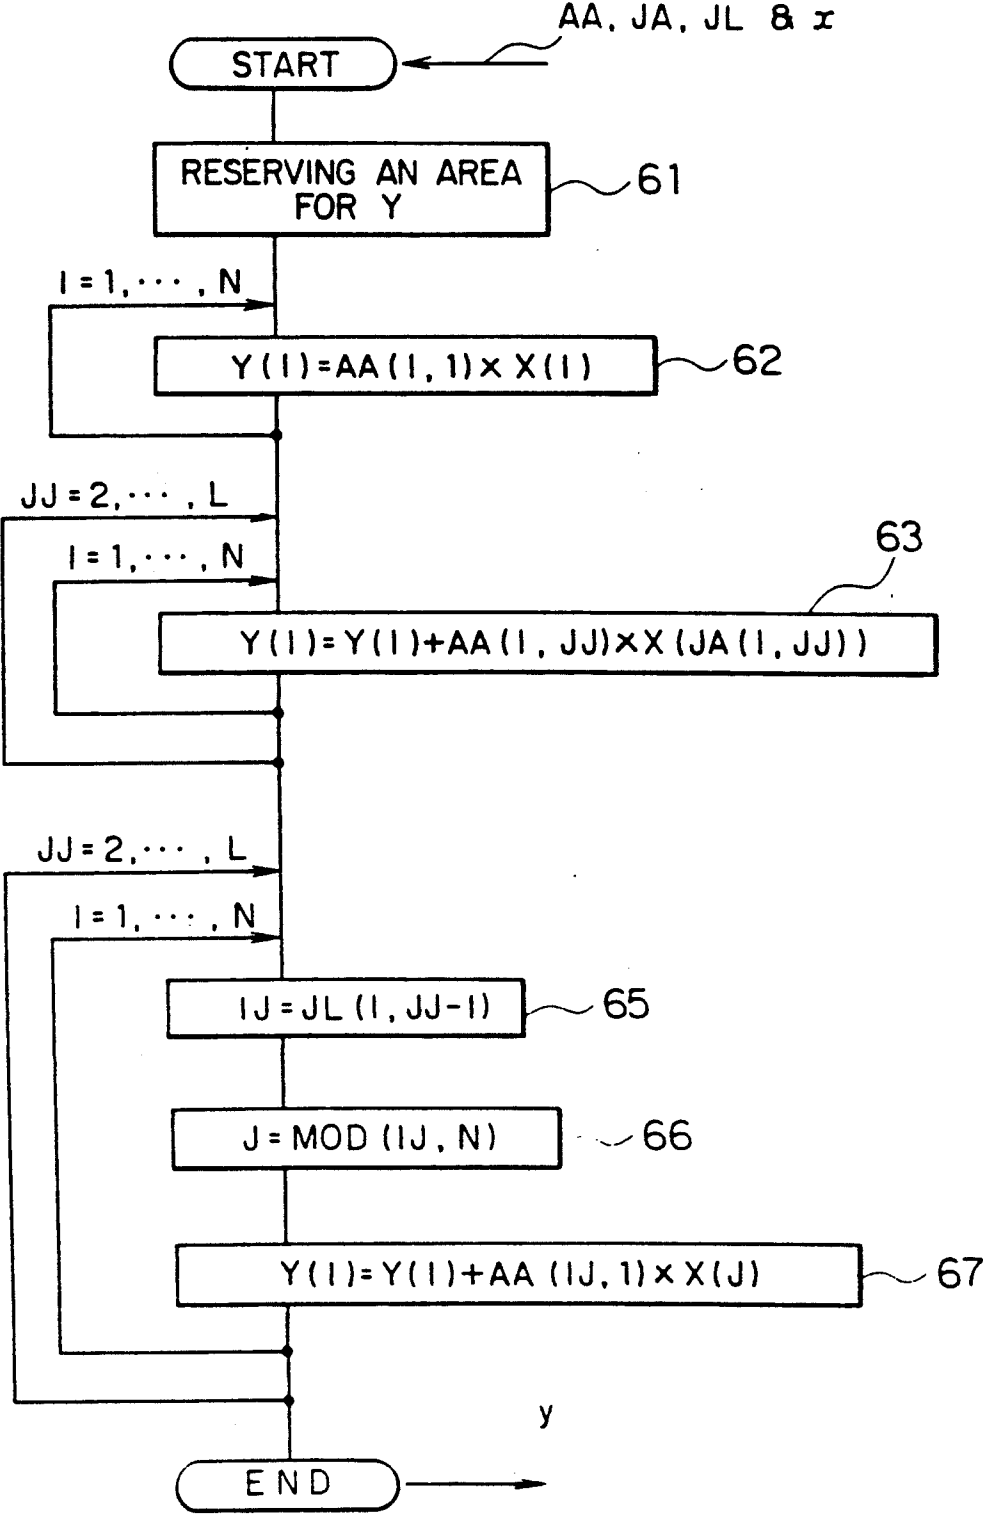 AA, JA, JL & x
START
RESERVING AN AREA
FOR Y
61
I=1,···, N
Y(I)=AA(I,1)×X(I)
62
JJ=2,···, L
I=1,···, N
63
Y(I)=Y(I)+AA(I,JJ)×X(JA(I,JJ))
JJ=2,···, L
I=1,···, N
IJ=JL(I,JJ-1)
65
J=MOD(IJ,N)
66
Y(I)=Y(I)+AA(IJ,1)×X(J)
67
y
END